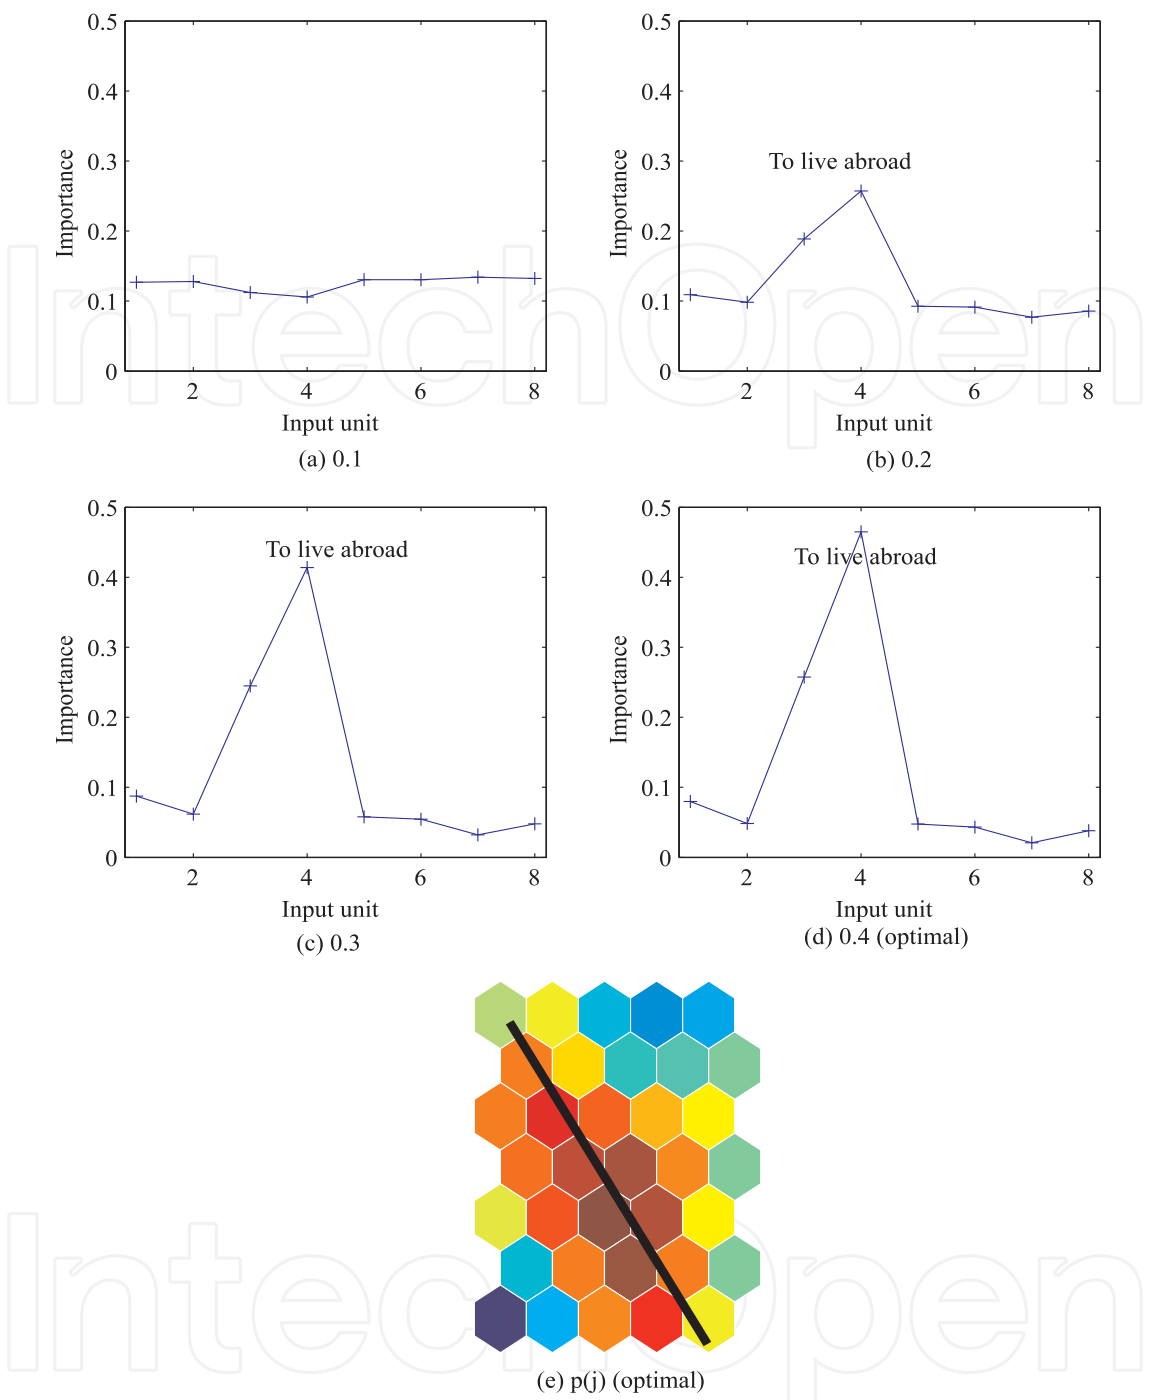 0.5
0.4
0.3
0.2
0.1
0
Importance
2 4 6 8
Input unit
(a) 0.1
0.5
0.4
0.3
0.2
0.1
0
Importance
To live abroad
2 4 6 8
Input unit
(b) 0.2
0.5
0.4
0.3
0.2
0.1
0
Importance
To live abroad
2 4 6 8
Input unit
(c) 0.3
0.5
0.4
0.3
0.2
0.1
0
Importance
To live abroad
2 4 6 8
Input unit
(d) 0.4 (optimal)
(e) p(j) (optimal)
IntechOpen
IntechOpen